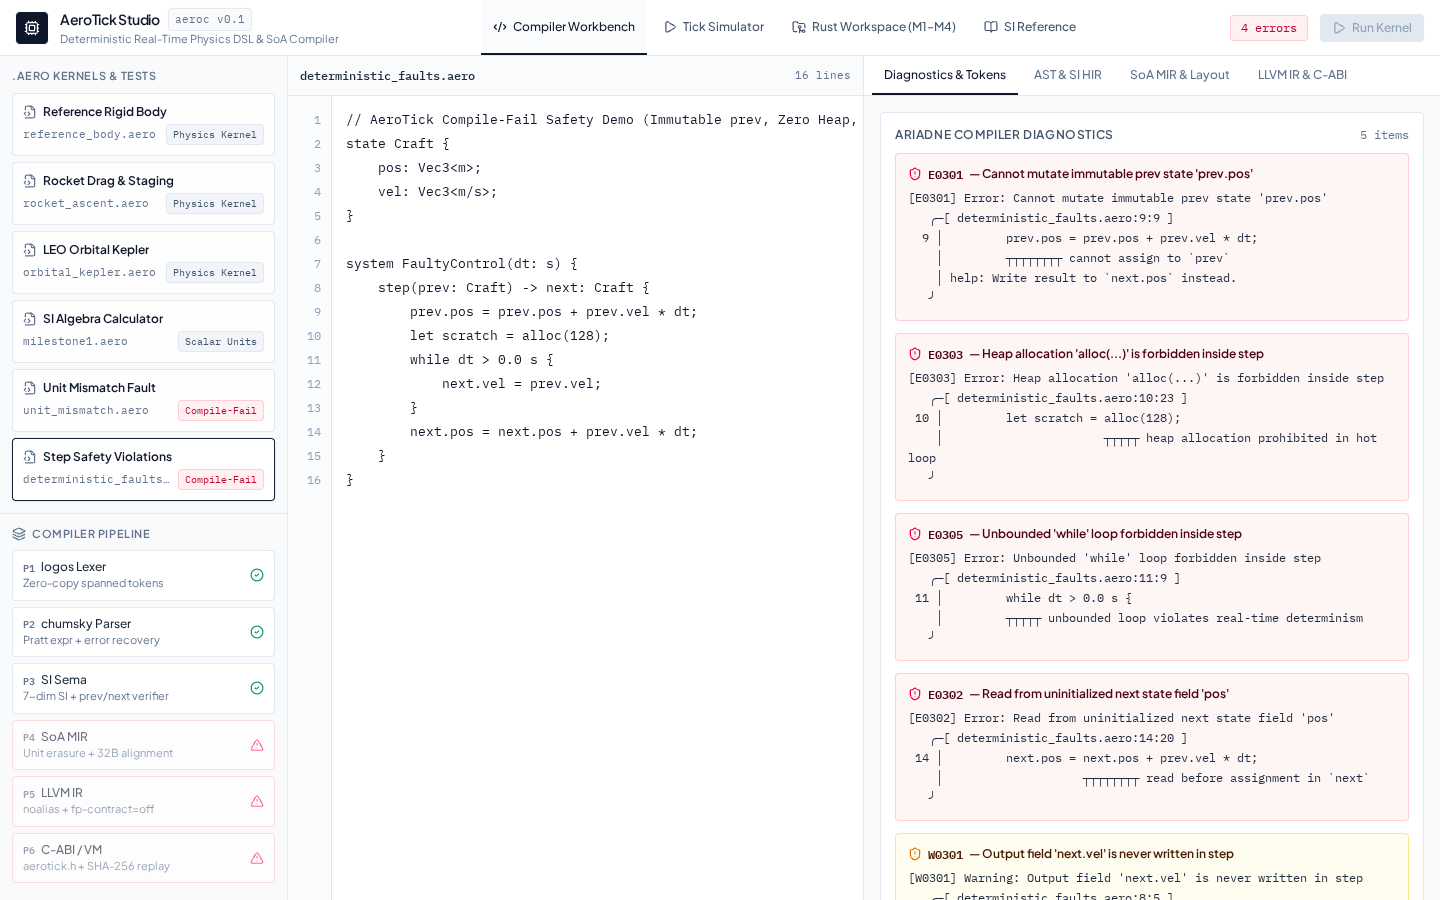 AeroTick Studio
aeroc v0.1
Deterministic Real-Time Physics DSL & SoA Compiler
Compiler Workbench
Tick Simulator
Rust Workspace (M1–M4)
SI Reference
4 errors
Run Kernel
.AERO KERNELS & TESTS
Reference Rigid Body
reference_body.aero
Physics Kernel
Rocket Drag & Staging
rocket_ascent.aero
Physics Kernel
LEO Orbital Kepler
orbital_kepler.aero
Physics Kernel
SI Algebra Calculator
milestone1.aero
Scalar Units
Unit Mismatch Fault
unit_mismatch.aero
Compile-Fail
Step Safety Violations
deterministic_faults…
Compile-Fail
COMPILER PIPELINE
P1 logos Lexer
Zero-copy spanned tokens
P2 chumsky Parser
Pratt expr + error recovery
P3 SI Sema
7-dim SI + prev/next verifier
P4 SoA MIR
Unit erasure + 32B alignment
P5 LLVM IR
noalias + fp-contract=off
P6 C-ABI / VM
aerotick.h + SHA-256 replay
deterministic_faults.aero
16 lines
1 // AeroTick Compile-Fail Safety Demo (Immutable prev, Zero Heap,
2 state Craft {
3     pos: Vec3<m>;
4     vel: Vec3<m/s>;
5 }
6
7 system FaultyControl(dt: s) {
8     step(prev: Craft) -> next: Craft {
9         prev.pos = prev.pos + prev.vel * dt;
10         let scratch = alloc(128);
11         while dt > 0.0 s {
12             next.vel = prev.vel;
13         }
14         next.pos = next.pos + prev.vel * dt;
15     }
16 }
Diagnostics & Tokens
AST & SI HIR
SoA MIR & Layout
LLVM IR & C-ABI
ARIADNE COMPILER DIAGNOSTICS
5 items
E0301 — Cannot mutate immutable prev state 'prev.pos'
[E0301] Error: Cannot mutate immutable prev state 'prev.pos'
╭─[ deterministic_faults.aero:9:9 ]
9 │ prev.pos = prev.pos + prev.vel * dt;
│ ┬┬┬┬┬┬┬┬ cannot assign to `prev`
│ help: Write result to `next.pos` instead.
╯
E0303 — Heap allocation 'alloc(...)' is forbidden inside step
[E0303] Error: Heap allocation 'alloc(...)' is forbidden inside step
╭─[ deterministic_faults.aero:10:23 ]
10 │ let scratch = alloc(128);
│ ┬┬┬┬┬ heap allocation prohibited in hot
loop
╯
E0305 — Unbounded 'while' loop forbidden inside step
[E0305] Error: Unbounded 'while' loop forbidden inside step
╭─[ deterministic_faults.aero:11:9 ]
11 │ while dt > 0.0 s {
│ ┬┬┬┬┬ unbounded loop violates real-time determinism
╯
E0302 — Read from uninitialized next state field 'pos'
[E0302] Error: Read from uninitialized next state field 'pos'
╭─[ deterministic_faults.aero:14:20 ]
14 │ next.pos = next.pos + prev.vel * dt;
│ ┬┬┬┬┬┬┬┬ read before assignment in `next`
╯
W0301 — Output field 'next.vel' is never written in step
[W0301] Warning: Output field 'next.vel' is never written in step
╭─[ deterministic_faults.aero:8:5 ]